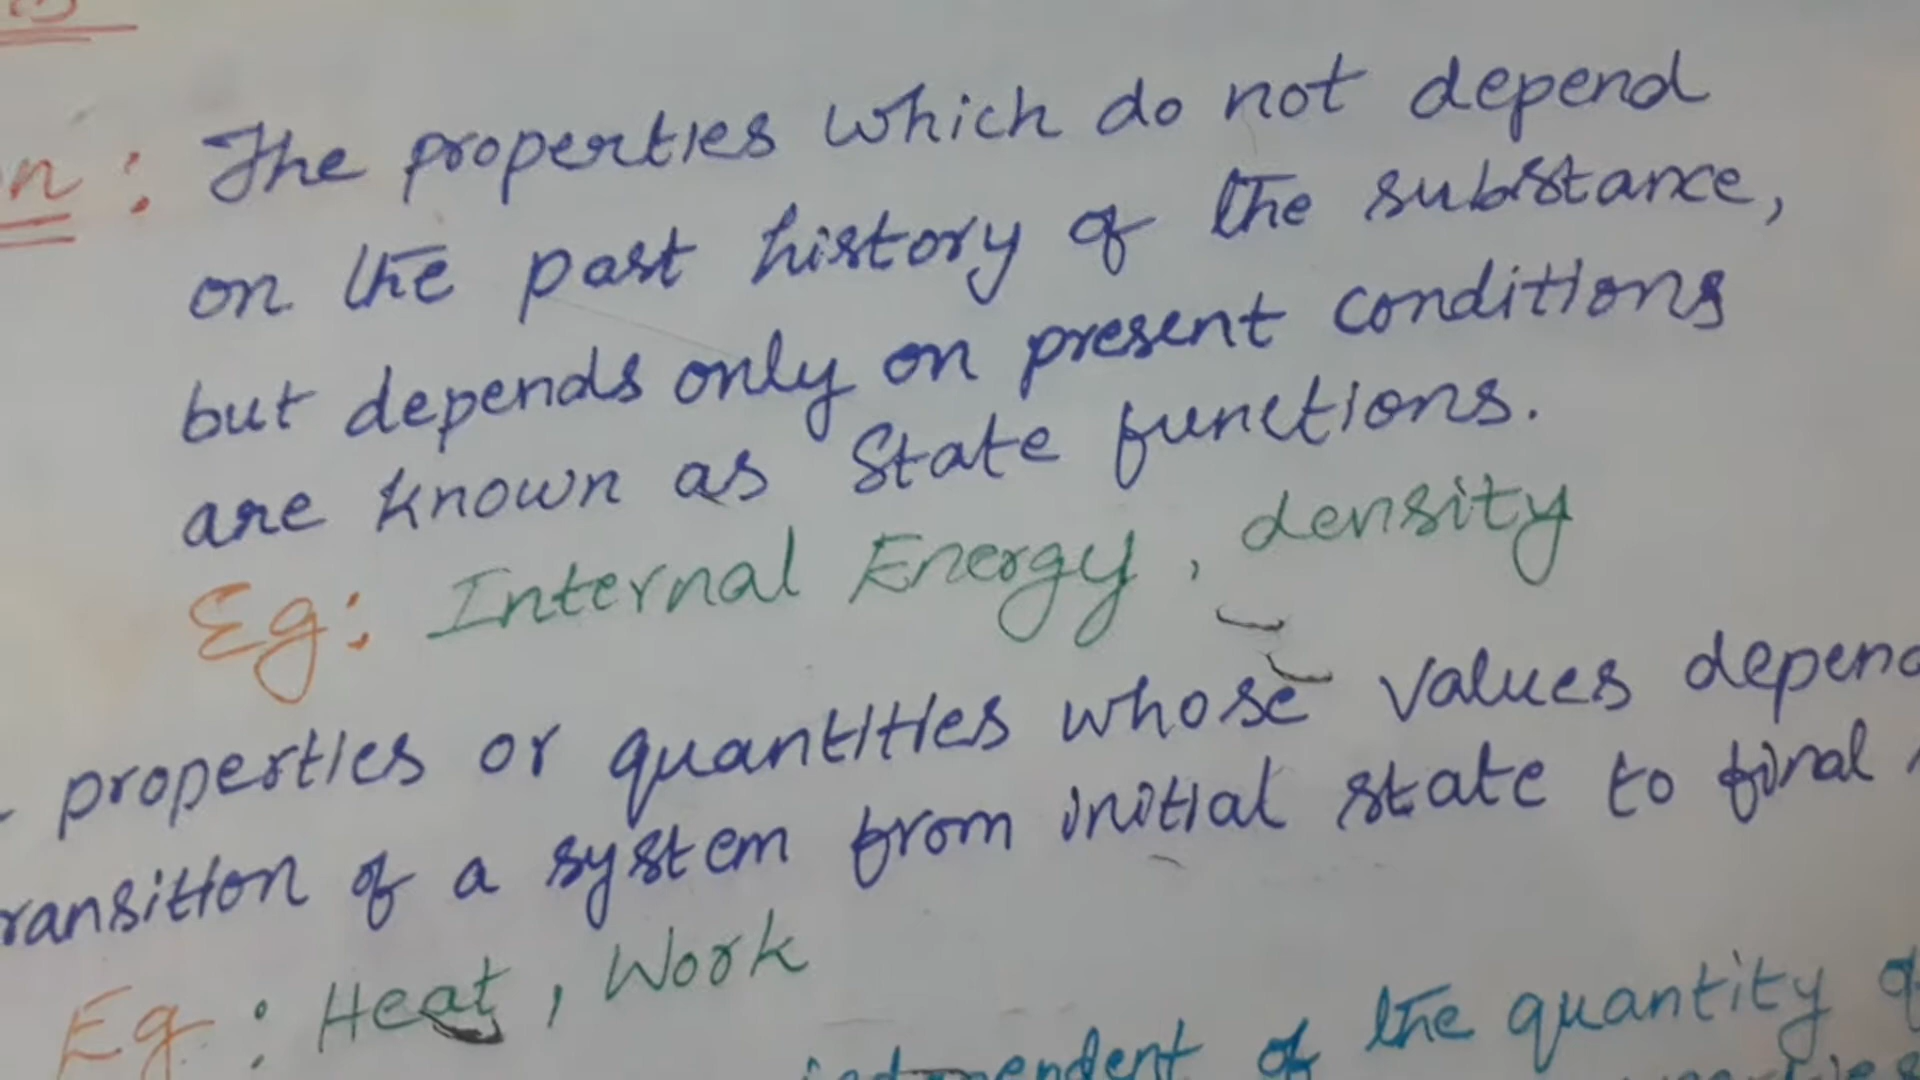 n : The properties which do not depend
on the past history of the substance,
but depends only on present conditions
are known as State functions.
Eg: Internal Energy, density
properties or quantities whose values depend
ransition of a system from initial state to final
Eg : Heat, Work
independent of the quantity of